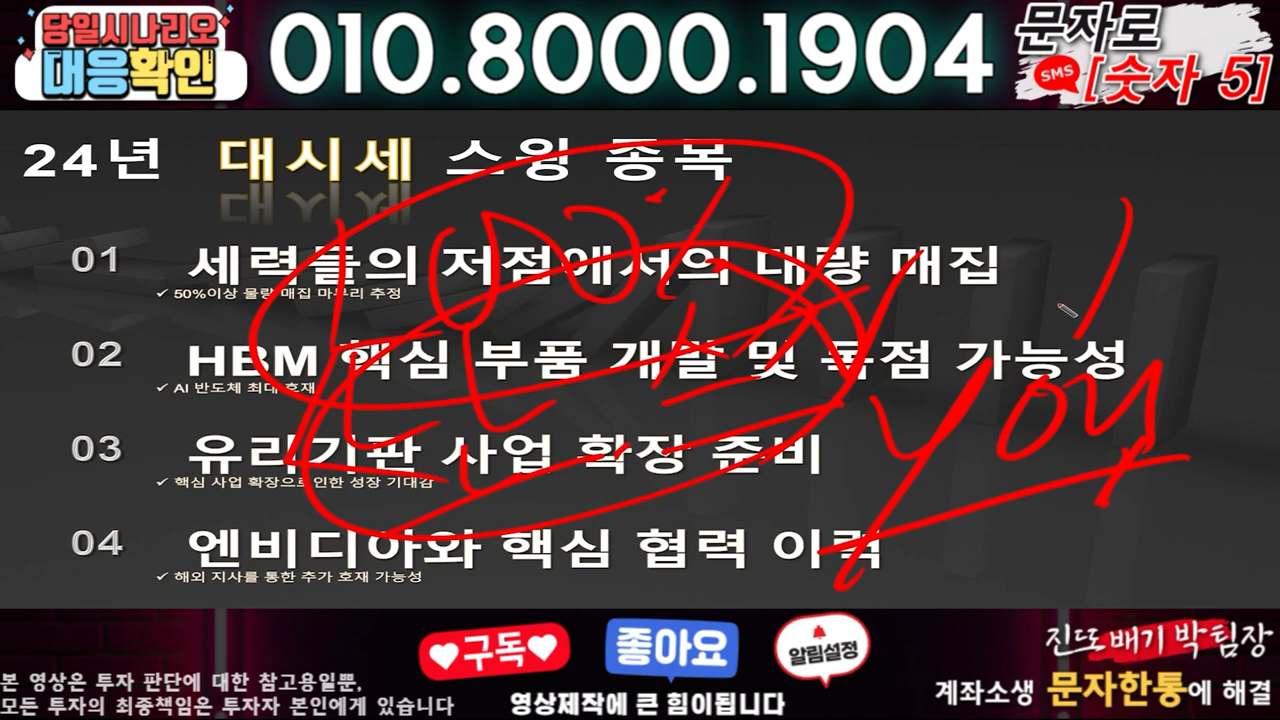 당일시나리오
대응확인
010.8000.1904
문자로
SMS [숫자 5]
24년 대시세 스윙 종목
01 세력들의 저점에서의 대량 매집
✓ 50%이상 물량 매집 마무리 추정
02 HBM 핵심 부품 개발 및 독점 가능성
✓ AI 반도체 최대 호재
03 유리기판 사업 확장 준비
✓ 핵심 사업 확장으로 인한 성장 기대감
04 엔비디아와 핵심 협력 이력
✓ 해외 지사를 통한 추가 호재 가능성
구독
좋아요
알림설정
영상제작에 큰 힘이됩니다
본 영상은 투자 판단에 대한 참고용일뿐,
모든 투자의 최종책임은 투자자 본인에게 있습니다
진또배기 박팀장
계좌소생 문자한통에 해결